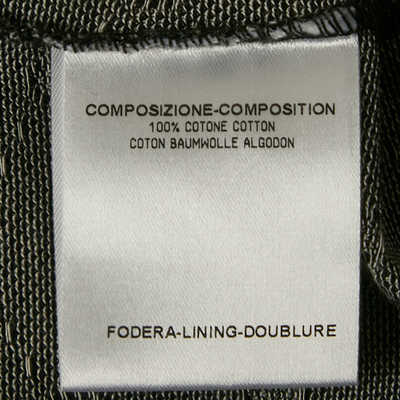 COMPOSIZIONE-COMPOSITION
100% COTONE COTTON
COTON BAUMWOLLE ALGODON
FODERA-LINING-DOUBLURE